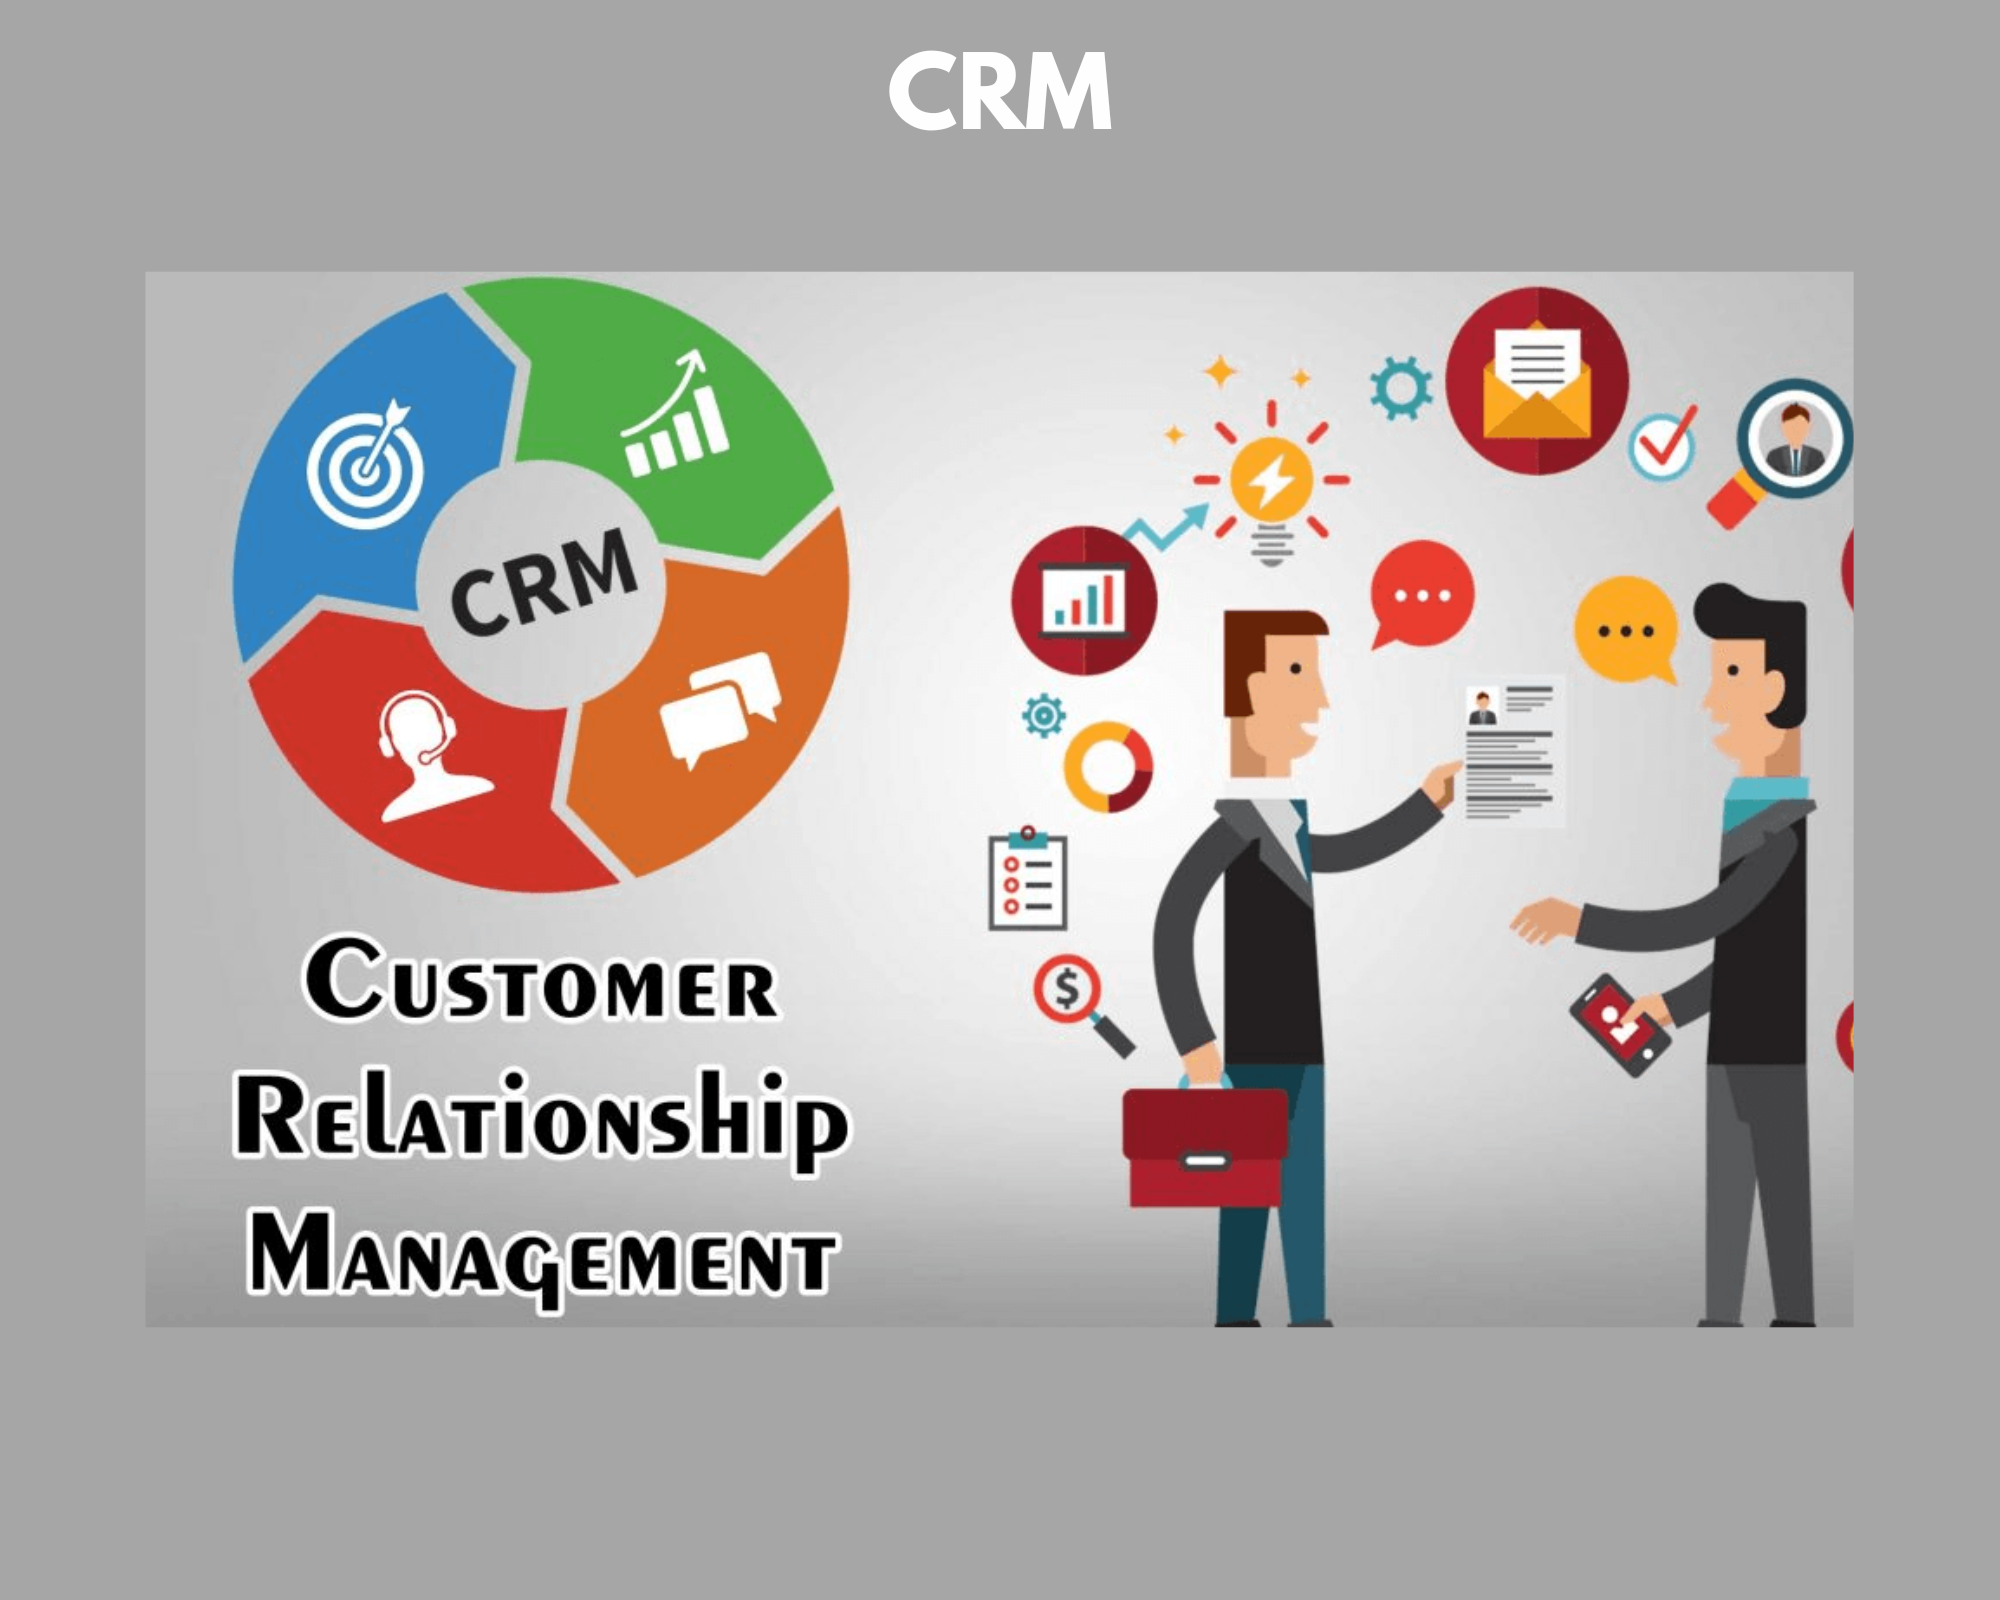 CRM
CRM
Customer
Relationship
Management
$